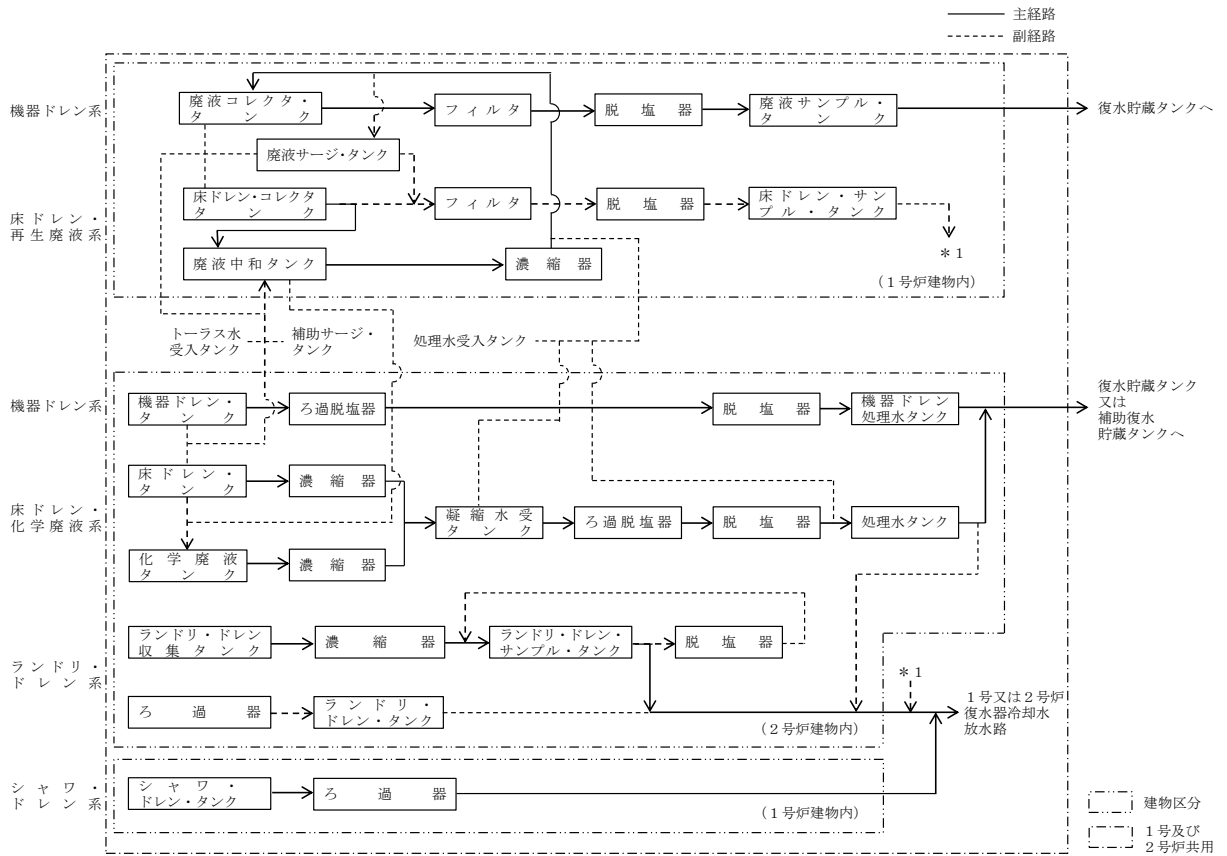 主経路
副経路
機器ドレン系
廃液コレクタ・
タンク
フィルタ
脱塩器
廃液サンプル・
タンク
復水貯蔵タンクへ
廃液サージ・タンク
床ドレン・
再生廃液系
床ドレン・コレクタ
タンク
フィルタ
脱塩器
床ドレン・サン
プル・タンク
*1
廃液中和タンク
濃縮器
(1号炉建物内)
トーラス水
受入タンク
補助サージ・
タンク
処理水受入タンク
機器ドレン系
機器ドレン・
タンク
ろ過脱塩器
脱塩器
機器ドレン
処理水タンク
復水貯蔵タンク
又は
補助復水
貯蔵タンクへ
床ドレン・
化学廃液系
床ドレン・
タンク
濃縮器
凝縮水受
タンク
ろ過脱塩器
脱塩器
処理水タンク
化学廃液
タンク
濃縮器
ランドリ・
ドレン系
ランドリ・ドレン
収集タンク
濃縮器
ランドリ・ドレン・
サンプル・タンク
脱塩器
*1
ろ過器
ランドリ・
ドレン・タンク
(2号炉建物内)
1号又は2号炉
復水器冷却水
放水路
シャワ・
ドレン系
シャワ・
ドレン・タンク
ろ過器
(1号炉建物内)
建物区分
1号及び
2号炉共用